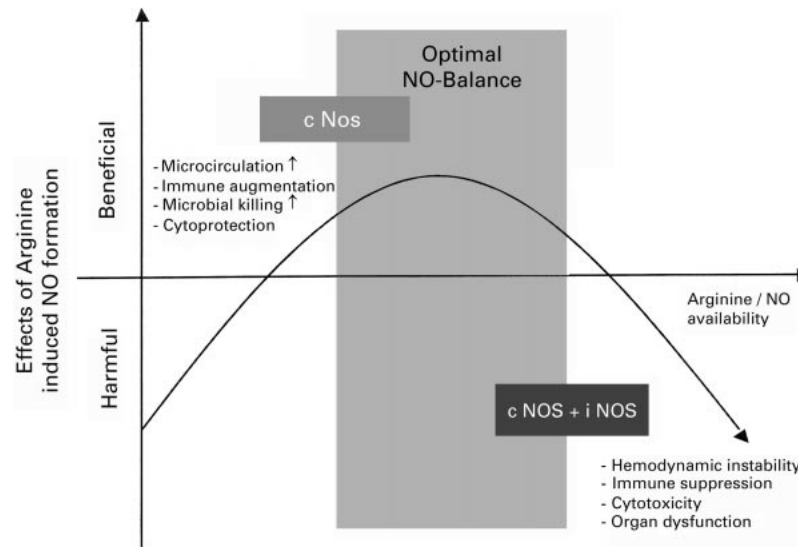 Optimal
NO-Balance
c Nos
- Microcirculation ↑
- Immune augmentation
- Microbial killing ↑
- Cytoprotection
Effects of Arginine
induced NO formation
Beneficial
Harmful
Arginine / NO
availability
c NOS + i NOS
- Hemodynamic instability
- Immune suppression
- Cytotoxicity
- Organ dysfunction